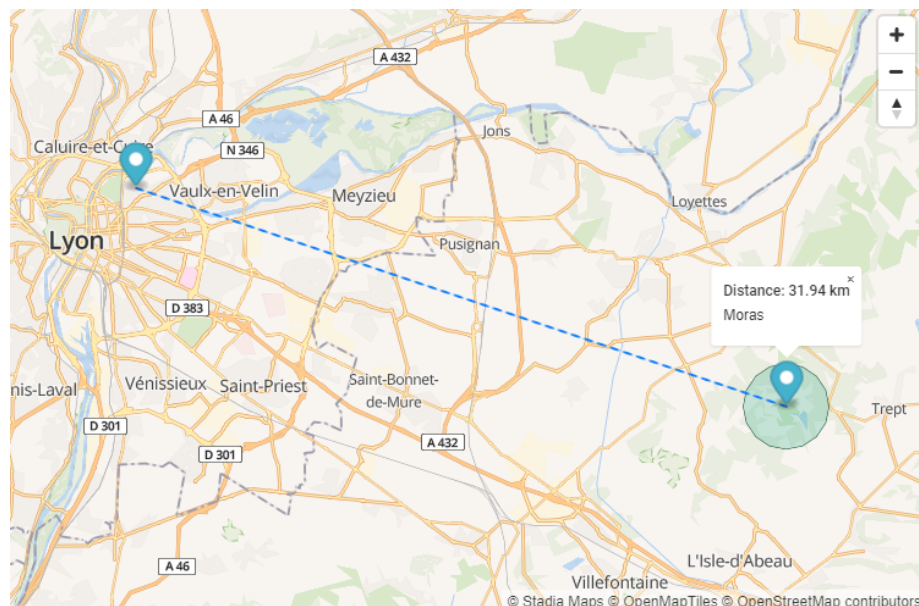 A 432
A 46
Jons
Caluire-et-Cuire
N 346
Vaulx-en-Velin
Meyzieu
Loyettes
Lyon
Pusignan
Distance: 31.94 km
×
Moras
D 383
Vénissieux
Saint-Priest
Saint-Bonnet-
de-Mure
nis-Laval
Trept
D 301
A 432
D 301
A 46
L'Isle-d'Abeau
Villefontaine
© Stadia Maps © OpenMapTiles © OpenStreetMap contributors